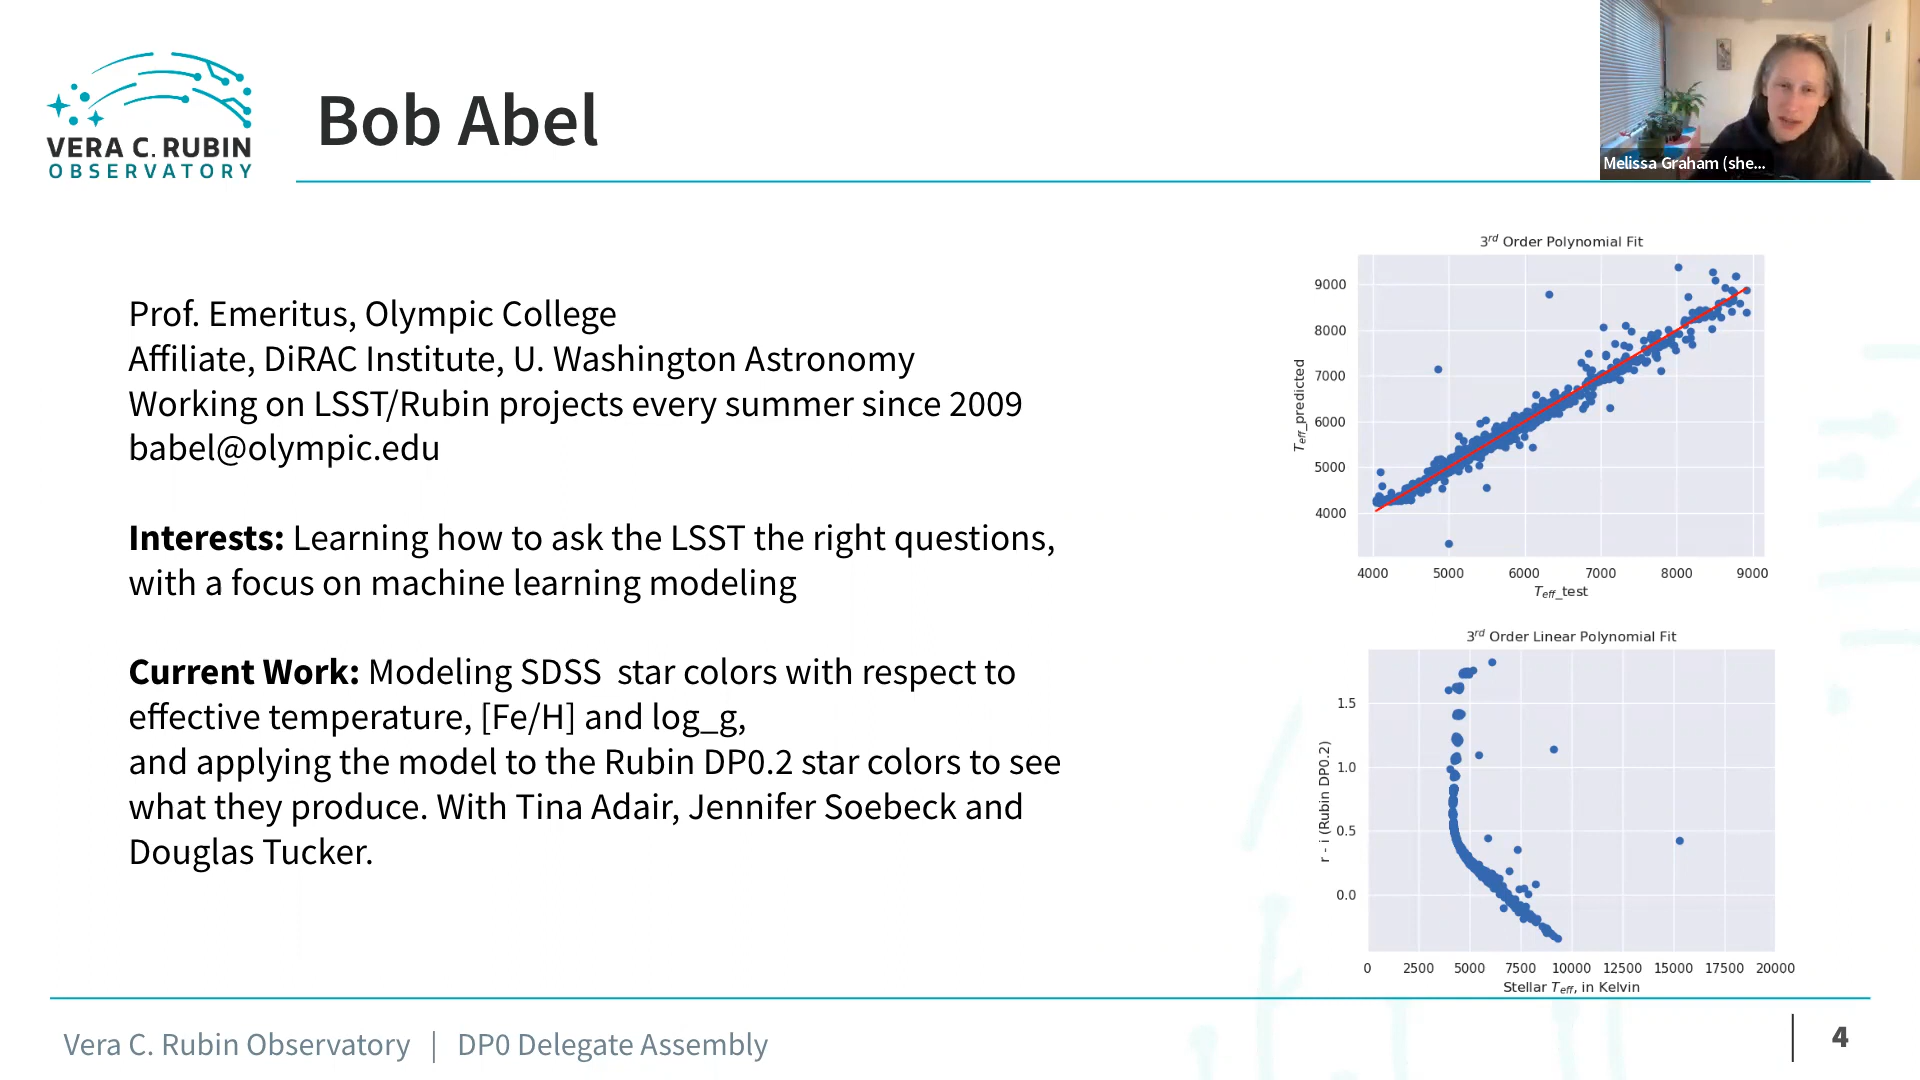 VERA C. RUBIN
OBSERVATORY
Bob Abel
Melissa Graham (she...
Prof. Emeritus, Olympic College
Affiliate, DiRAC Institute, U. Washington Astronomy
Working on LSST/Rubin projects every summer since 2009
babel@olympic.edu
Interests: Learning how to ask the LSST the right questions,
with a focus on machine learning modeling
Current Work: Modeling SDSS  star colors with respect to
effective temperature, [Fe/H] and log_g,
and applying the model to the Rubin DP0.2 star colors to see
what they produce. With Tina Adair, Jennifer Soebeck and
Douglas Tucker.
3rd Order Polynomial Fit
Teff_predicted
9000
8000
7000
6000
5000
4000
4000 5000 6000 7000 8000 9000
Teff_test
3rd Order Linear Polynomial Fit
r - i (Rubin DP0.2)
1.5
1.0
0.5
0.0
0 2500 5000 7500 10000 12500 15000 17500 20000
Stellar Teff, in Kelvin
Vera C. Rubin Observatory | DP0 Delegate Assembly
4